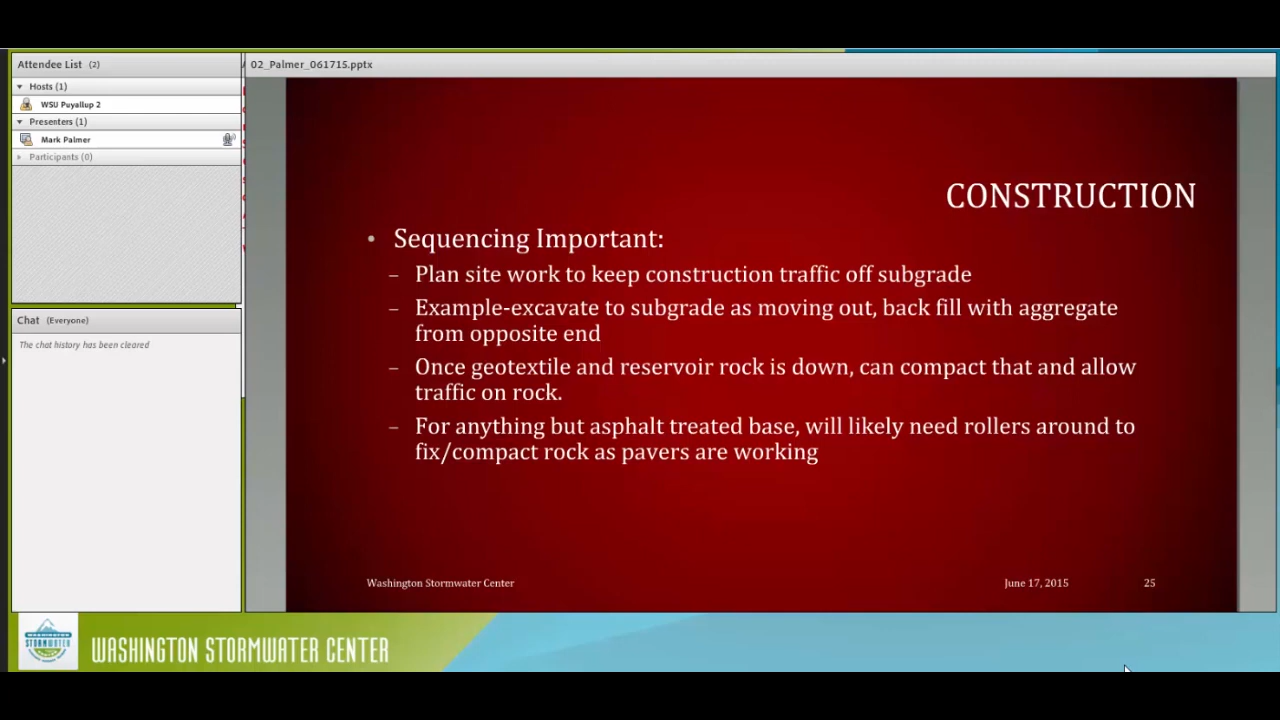 Attendee List (2)
Hosts (1)
WSU Puyallup 2
Presenters (1)
Mark Palmer
Participants (0)
Chat (Everyone)
The chat history has been cleared
02_Palmer_061715.pptx
CONSTRUCTION
• Sequencing Important:
– Plan site work to keep construction traffic off subgrade
– Example-excavate to subgrade as moving out, back fill with aggregate
from opposite end
– Once geotextile and reservoir rock is down, can compact that and allow
traffic on rock.
– For anything but asphalt treated base, will likely need rollers around to
fix/compact rock as pavers are working
Washington Stormwater Center
June 17, 2015
25
WASHINGTON
STORMWATER
WASHINGTON STORMWATER CENTER